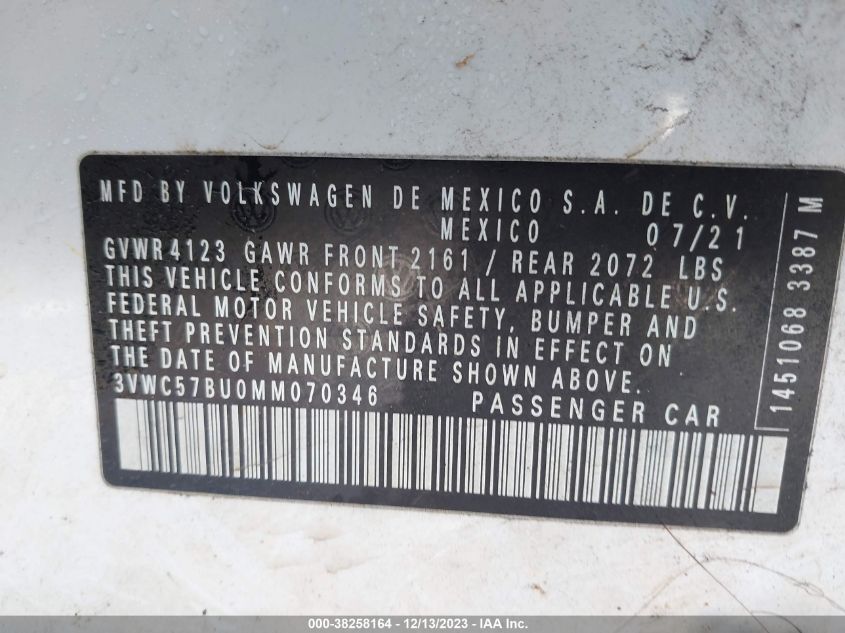 MFD BY VOLKSWAGEN DE MEXICO S.A. DE C.V.
MEXICO 07/21
GVWR 4123 GAWR FRONT 2161 / REAR 2072 LBS
THIS VEHICLE CONFORMS TO ALL APPLICABLE U.S.
FEDERAL MOTOR VEHICLE SAFETY, BUMPER AND
THEFT PREVENTION STANDARDS IN EFFECT ON
THE DATE OF MANUFACTURE SHOWN ABOVE.
3VWC57BU0MM070346 PASSENGER CAR
1451068 3387 M
000-38258164 - 12/13/2023 - IAA Inc.